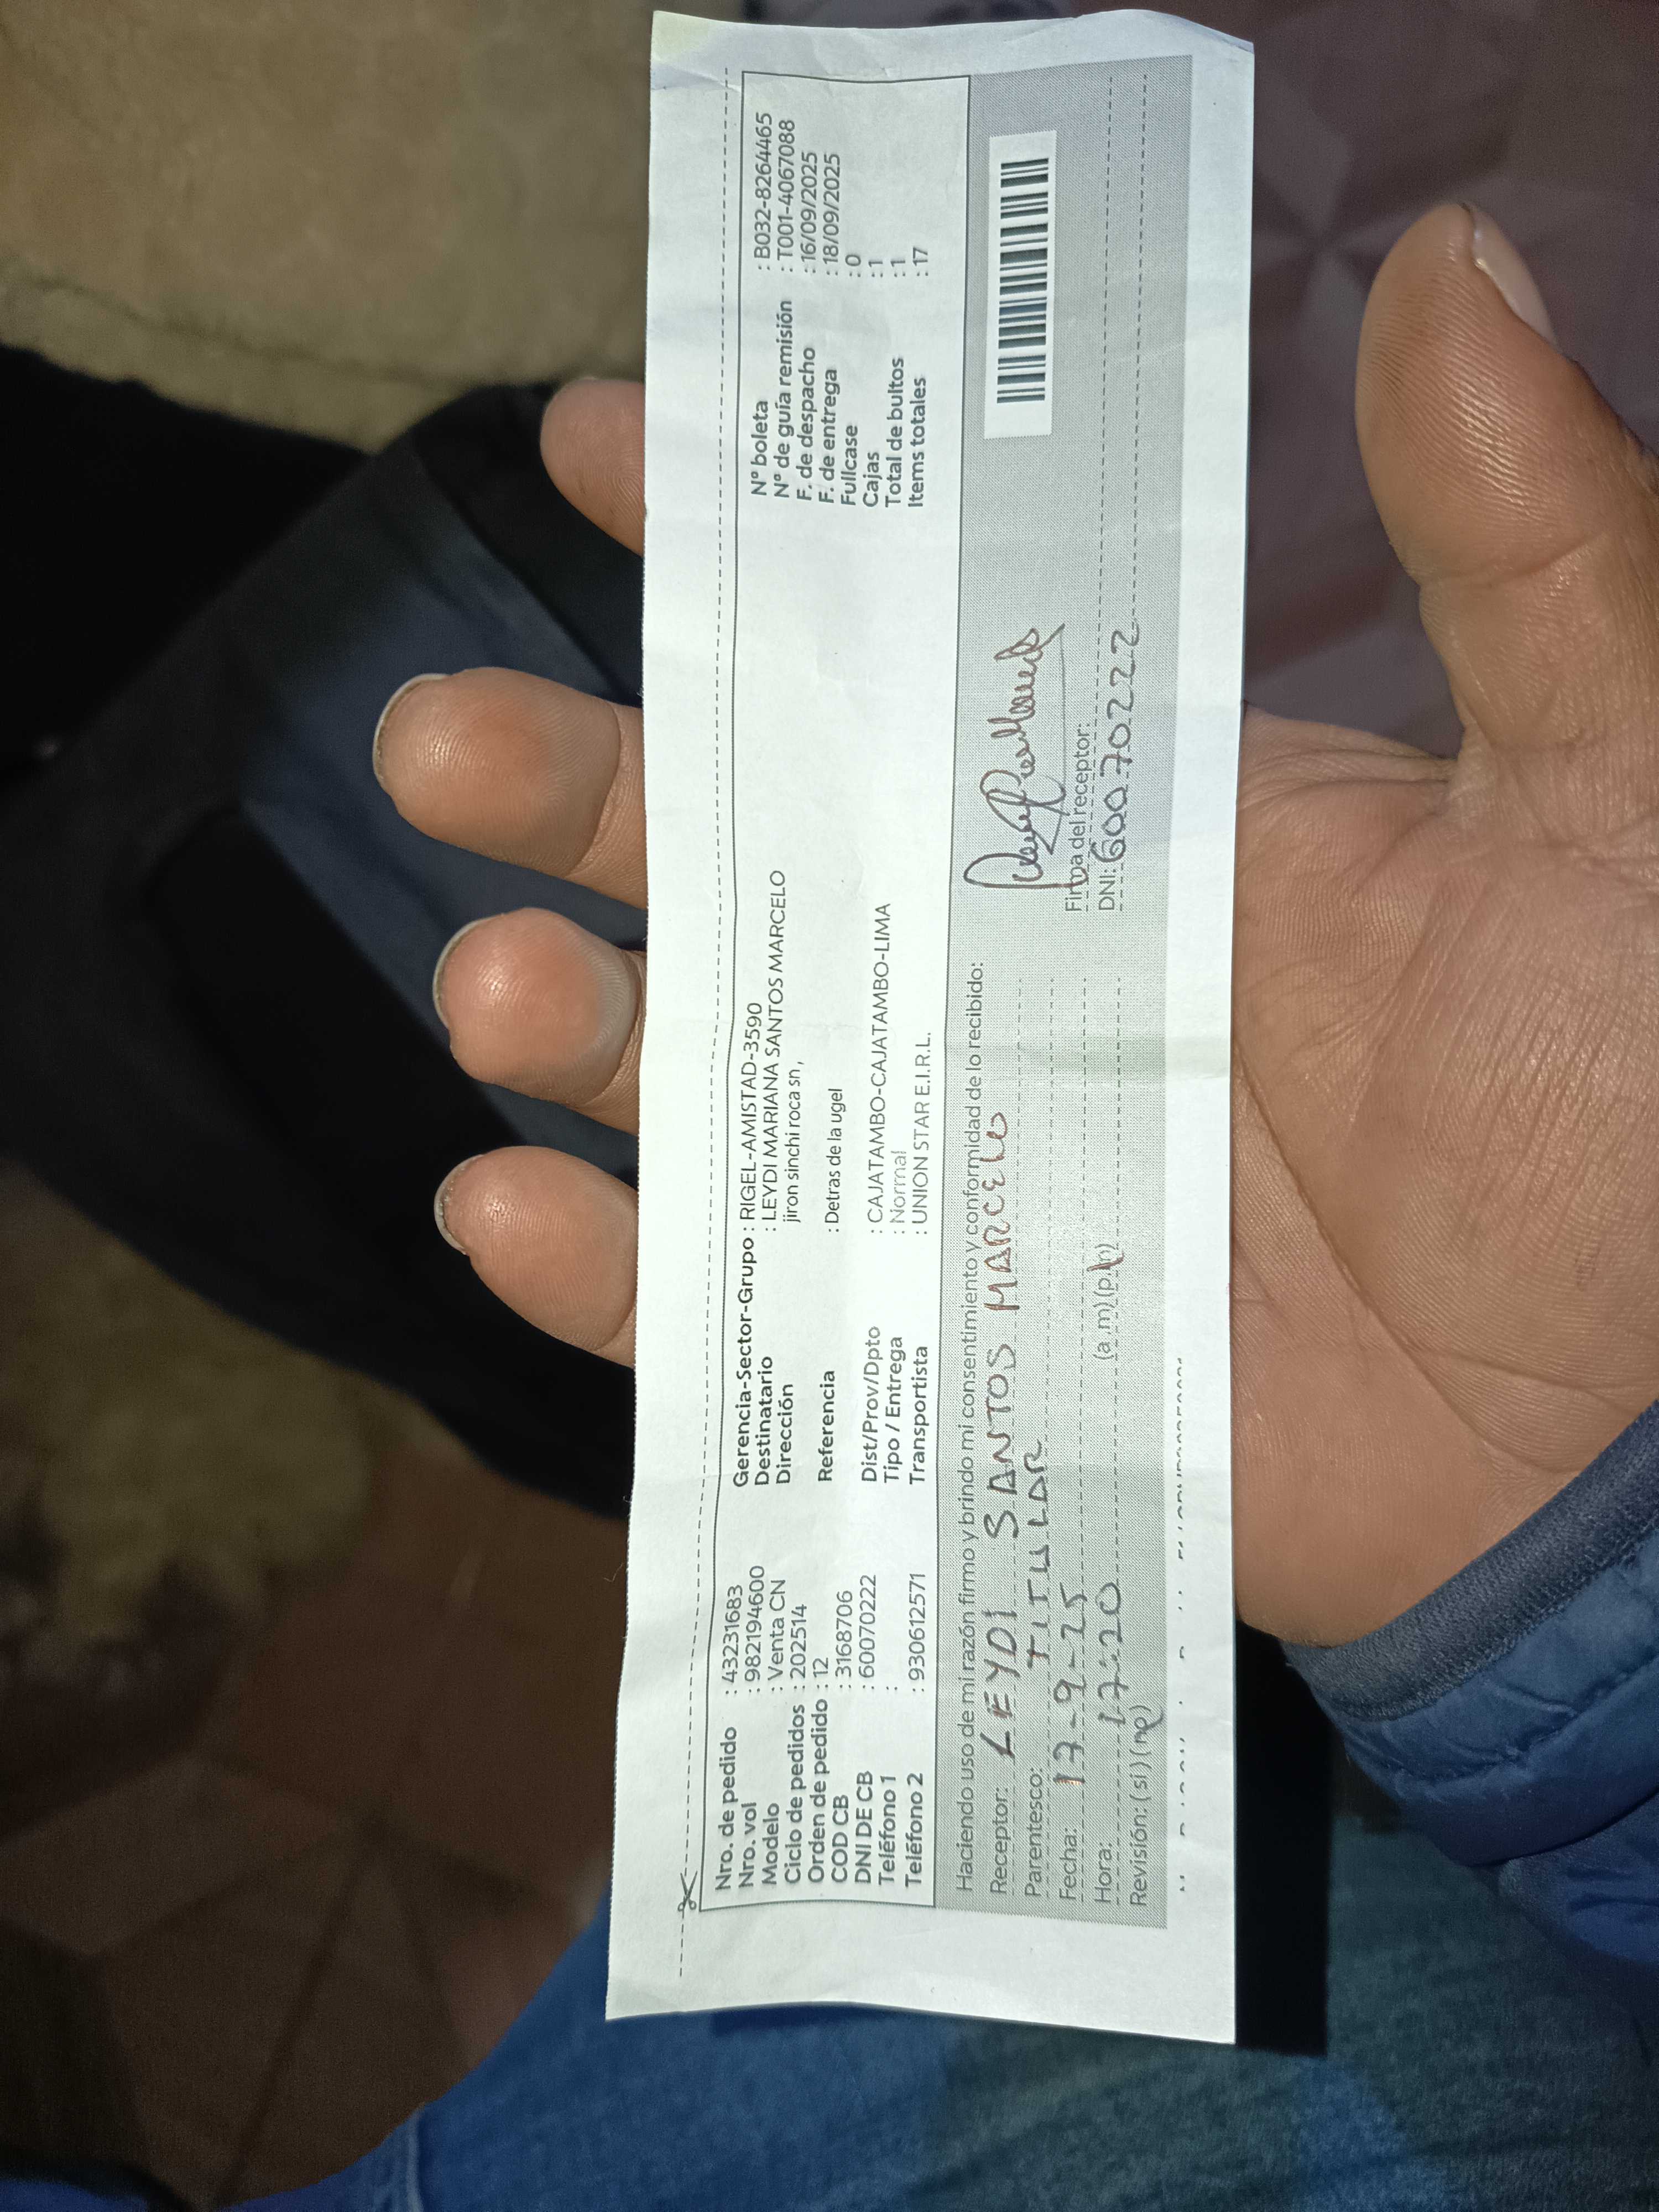 Nro. de pedido : 43231683
Nro. vol : 982194600
Modelo : Venta CN
Ciclo de pedidos : 202514
Orden de pedido : 12
COD CB : 3168706
DNI DE CB : 60070222
Teléfono 1 :
Teléfono 2 : 930612571
Gerencia-Sector-Grupo : RIGEL-AMISTAD-3590
Destinatario : LEYDI MARIANA SANTOS MARCELO
Dirección jiron sinchi roca sn,
Referencia : Detras de la ugel
Dist/Prov/Dpto : CAJATAMBO-CAJATAMBO-LIMA
Tipo / Entrega : Normal
Transportista : UNION STAR E.I.R.L.
N° boleta : B032-8264465
N° de guía remisión : T001-4067088
F. de despacho : 16/09/2025
F. de entrega : 18/09/2025
Fullcase : 0
Cajas : 1
Total de bultos : 1
Items totales : 17
Haciendo uso de mi razón firmo y brindo mi consentimiento y conformidad de lo recibido:
Receptor: LEYDI SANTOS MARCELO
Parentesco: TITULAR
Fecha: 17-9-25
Hora: 17:20 (a.m) (p.m)
Revisión: (si) (no)
Firma del receptor:
DNI: 60070222